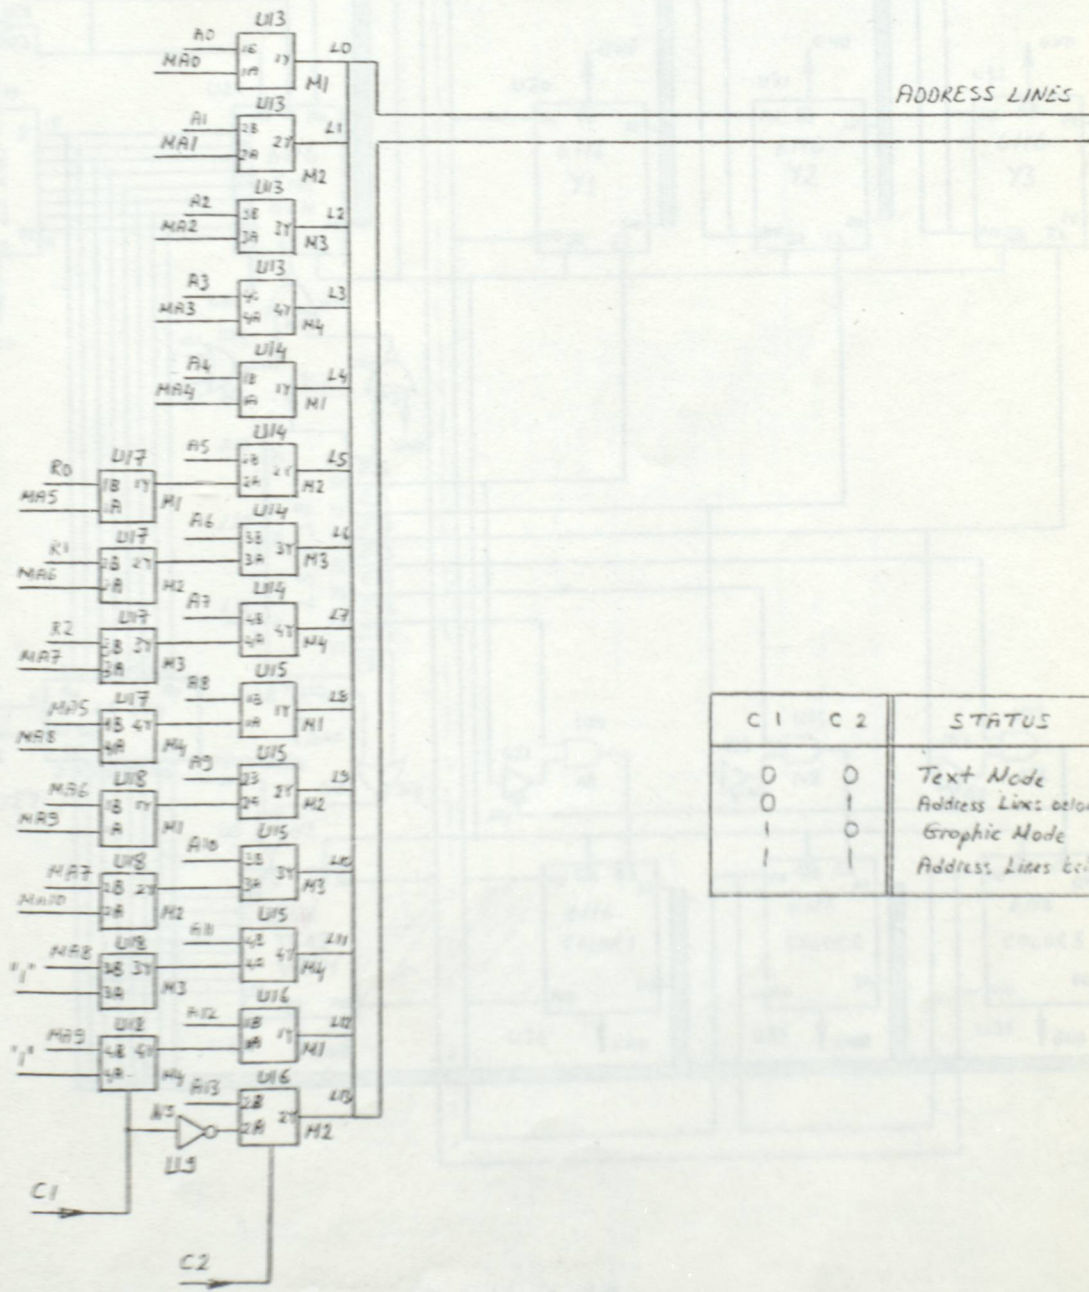 U13
A0
MA0
1A
1Y
L0
M1
ADDRESS LINES
U13
A1
MA1
2B
2A
2Y
L1
M2
U13
A2
MA2
3B
3A
3Y
L2
M3
U13
A3
MA3
4A
4Y
L3
M4
U14
A4
MA4
1B
1A
1Y
L4
M1
U14
A5
2B
2A
2Y
L5
M2
U17
R0
MA5
1B 1Y
1A
M1
U14
A6
3B
3A
3Y
L6
M3
U17
R1
MA6
2B 2Y
2A
M2
U14
A7
4B
4A
4Y
L7
M4
U17
R2
MA7
3B 3Y
3A
M3
U15
A8
1B
1A
1Y
L8
M1
U17
MA5
MA8
4B 4Y
4A
M4
U15
A9
2Y
L9
M2
U18
MA6
MA9
1B 1Y
1A
M1
U15
A10
3B
3A
3Y
L10
M3
U18
MA7
MA10
2B 2Y
2A
M2
U15
A11
4B
4A
4Y
L11
M4
U18
MA8
"1"
3B 3Y
3A
M3
U16
A12
1B
1A
1Y
L12
M1
MA9
"1"
4B 4Y
4A
M4
U16
A13
2B
2A
2Y
L13
M2
U19
C1
C2
C 1 C 2 STATUS
0 0 Text Mode
0 1 Address Lines
1 0 Graphic Mode
1 1 Address Lines